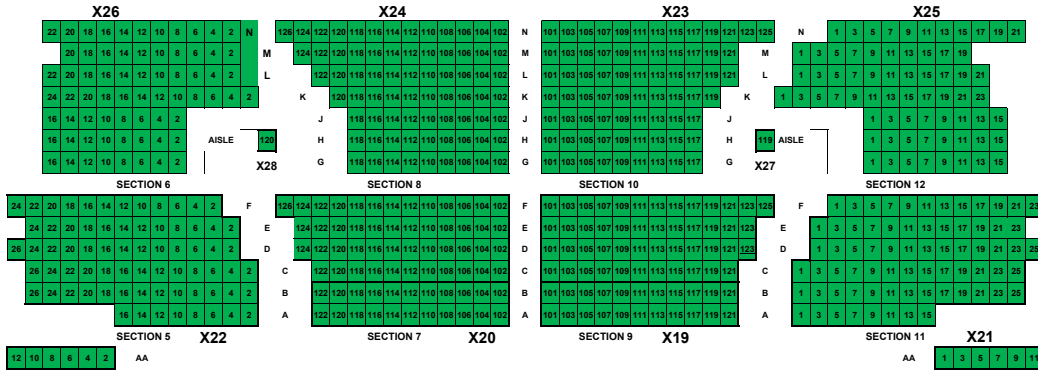 X26 X24 X23 X25
22 20 18 16 14 12 10 8 6 4 2 N 126 124 122 120 118 116 114 112 110 108 106 104 102 N 101 103 105 107 109 111 113 115 117 119 121 123 125 N 1 3 5 7 9 11 13 15 17 19 21
20 18 16 14 12 10 8 6 4 2 M 124 122 120 118 116 114 112 110 108 106 104 102 M 101 103 105 107 109 111 113 115 117 119 121 M 1 3 5 7 9 11 13 15 17 19
22 20 18 16 14 12 10 8 6 4 2 L 122 120 118 116 114 112 110 108 106 104 102 L 101 103 105 107 109 111 113 115 117 119 121 L 1 3 5 7 9 11 13 15 17 19 21
24 22 20 18 16 14 12 10 8 6 4 2 K 120 118 116 114 112 110 108 106 104 102 K 101 103 105 107 109 111 113 115 117 119 K 1 3 5 7 9 11 13 15 17 19 21 23
16 14 12 10 8 6 4 2 J 118 116 114 112 110 108 106 104 102 J 101 103 105 107 109 111 113 115 117 J 1 3 5 7 9 11 13 15
16 14 12 10 8 6 4 2 AISLE 120 H 118 116 114 112 110 108 106 104 102 H 101 103 105 107 109 111 113 115 117 H 119 AISLE 1 3 5 7 9 11 13 15
16 14 12 10 8 6 4 2 X28 G 118 116 114 112 110 108 106 104 102 G 101 103 105 107 109 111 113 115 117 G X27 1 3 5 7 9 11 13 15
SECTION 6 SECTION 8 SECTION 10 SECTION 12
24 22 20 18 16 14 12 10 8 6 4 2 F 126 124 122 120 118 116 114 112 110 108 106 104 102 F 101 103 105 107 109 111 113 115 117 119 121 123 125 F 1 3 5 7 9 11 13 15 17 19 21 23
24 22 20 18 16 14 12 10 8 6 4 2 E 124 122 120 118 116 114 112 110 108 106 104 102 E 101 103 105 107 109 111 113 115 117 119 121 123 E 1 3 5 7 9 11 13 15 17 19 21 23
26 24 22 20 18 16 14 12 10 8 6 4 2 D 124 122 120 118 116 114 112 110 108 106 104 102 D 101 103 105 107 109 111 113 115 117 119 121 123 D 1 3 5 7 9 11 13 15 17 19 21 23 25
26 24 22 20 18 16 14 12 10 8 6 4 2 C 122 120 118 116 114 112 110 108 106 104 102 C 101 103 105 107 109 111 113 115 117 119 121 C 1 3 5 7 9 11 13 15 17 19 21 23 25
26 24 22 20 18 16 14 12 10 8 6 4 2 B 122 120 118 116 114 112 110 108 106 104 102 B 101 103 105 107 109 111 113 115 117 119 121 B 1 3 5 7 9 11 13 15 17 19 21 23 25
16 14 12 10 8 6 4 2 A 122 120 118 116 114 112 110 108 106 104 102 A 101 103 105 107 109 111 113 115 117 119 121 A 1 3 5 7 9 11 13 15
SECTION 5 X22 SECTION 7 X20 SECTION 9 X19 SECTION 11 X21
12 10 8 6 4 2 AA AA 1 3 5 7 9 11